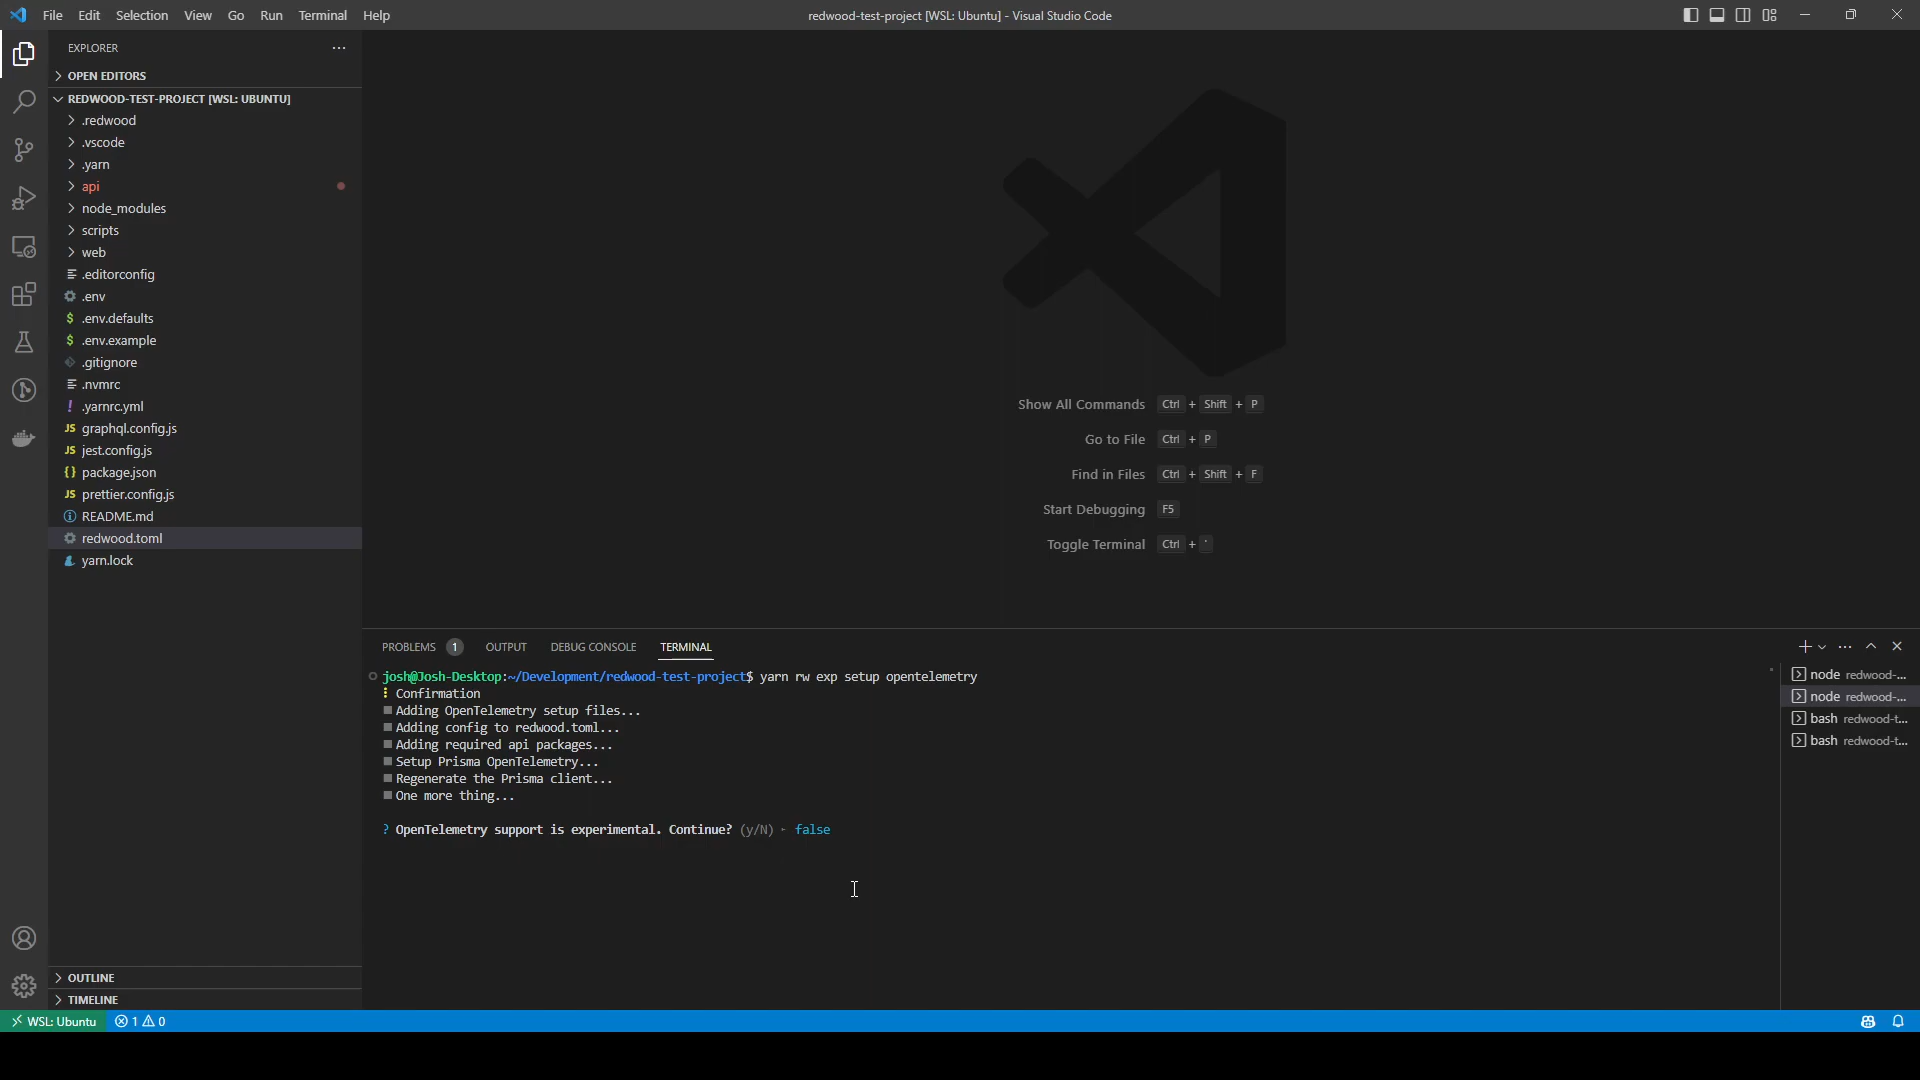 File Edit Selection View Go Run Terminal Help
redwood-test-project [WSL: Ubuntu] - Visual Studio Code
EXPLORER
OPEN EDITORS
REDWOOD-TEST-PROJECT [WSL: UBUNTU]
.redwood
.vscode
.yarn
api
node_modules
scripts
web
.editorconfig
.env
$ .env.defaults
$ .env.example
.gitignore
.nvmrc
! .yarnrc.yml
JS graphql.config.js
JS jest.config.js
{} package.json
JS prettier.config.js
README.md
redwood.toml
yarn.lock
OUTLINE
TIMELINE
Show All Commands Ctrl + Shift + P
Go to File Ctrl + P
Find in Files Ctrl + Shift + F
Start Debugging F5
Toggle Terminal Ctrl + `
PROBLEMS 1 OUTPUT DEBUG CONSOLE TERMINAL
josh@Josh-Desktop:~/Development/redwood-test-project$ yarn rw exp setup opentelemetry
Confirmation
Adding OpenTelemetry setup files...
Adding config to redwood.toml...
Adding required api packages...
Setup Prisma OpenTelemetry...
Regenerate the Prisma client...
One more thing...
? OpenTelemetry support is experimental. Continue? (y/N) · false
node redwood-...
node redwood-...
bash redwood-t...
bash redwood-t...
WSL: Ubuntu 1 0